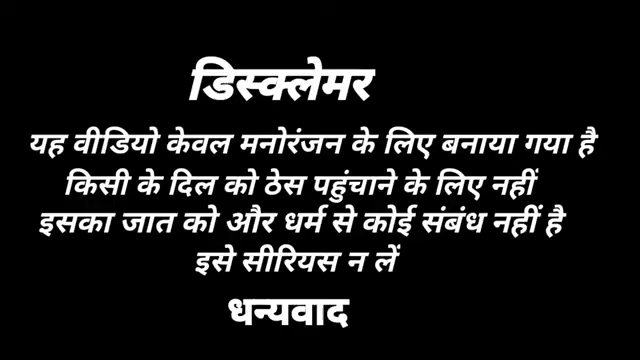 डिस्क्लेमर
यह वीडियो केवल मनोरंजन के लिए बनाया गया है
किसी के दिल को ठेस पहुंचाने के लिए नहीं
इसका जात को और धर्म से कोई संबंध नहीं है
इसे सीरियस न लें
धन्यवाद